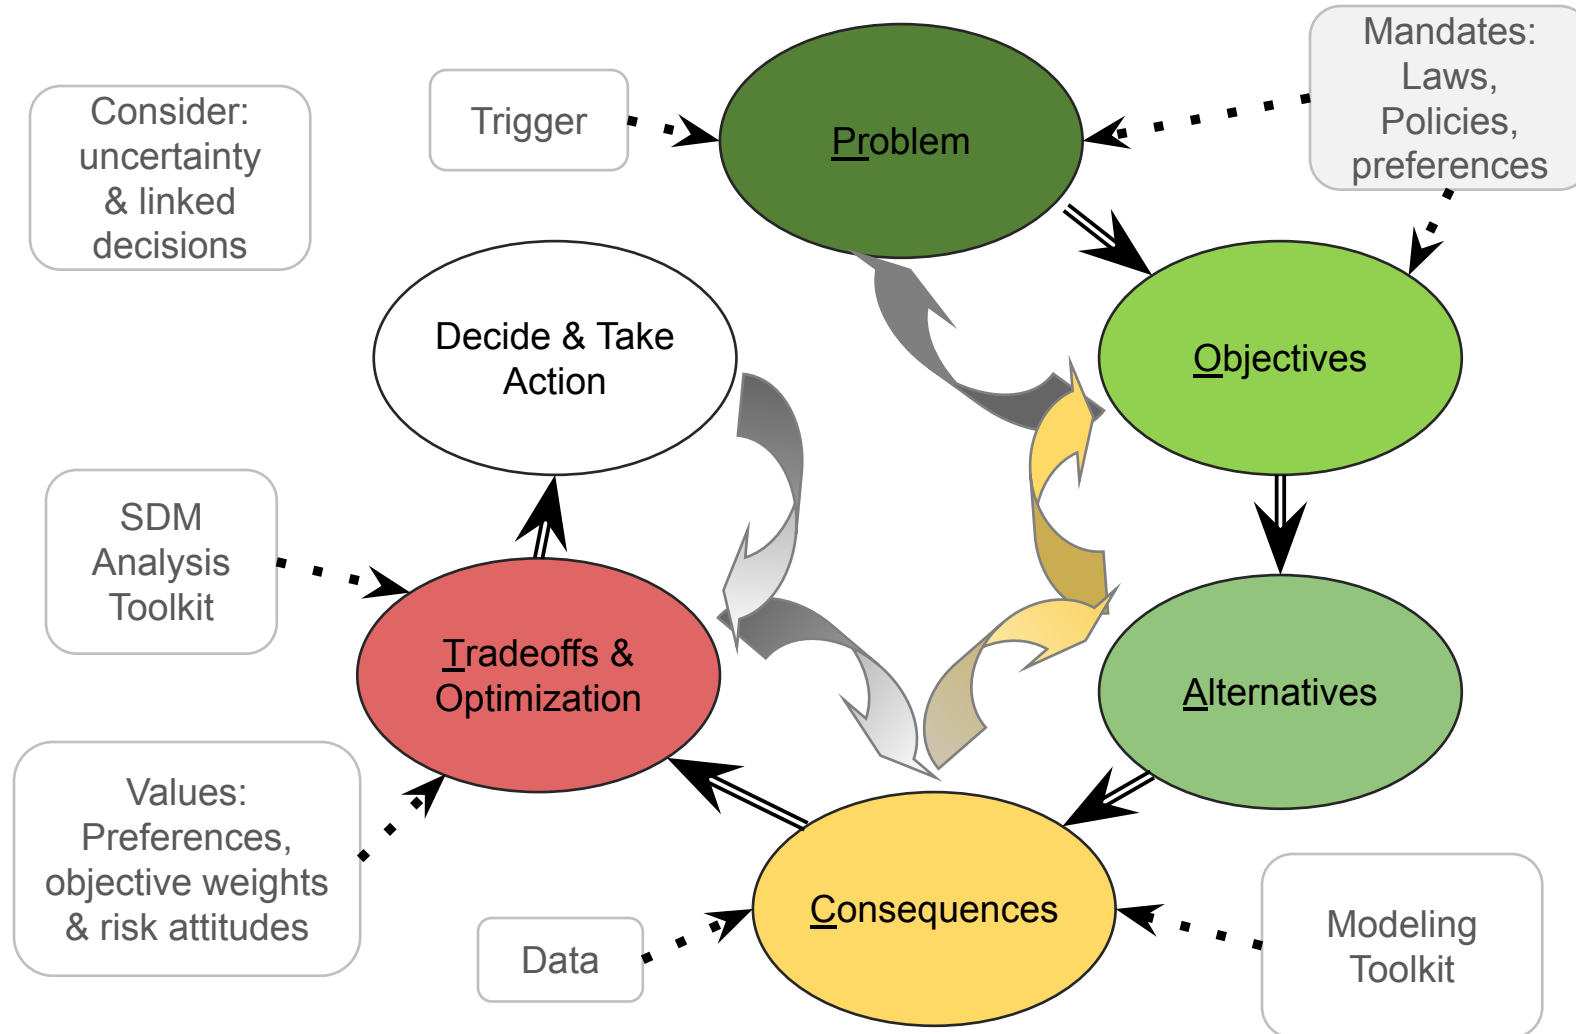 Consider:
uncertainty
& linked
decisions
Trigger
Problem
Mandates:
Laws,
Policies,
preferences
Decide & Take
Action
Objectives
SDM
Analysis
Toolkit
Tradeoffs &
Optimization
Alternatives
Values:
Preferences,
objective weights
& risk attitudes
Data
Consequences
Modeling
Toolkit